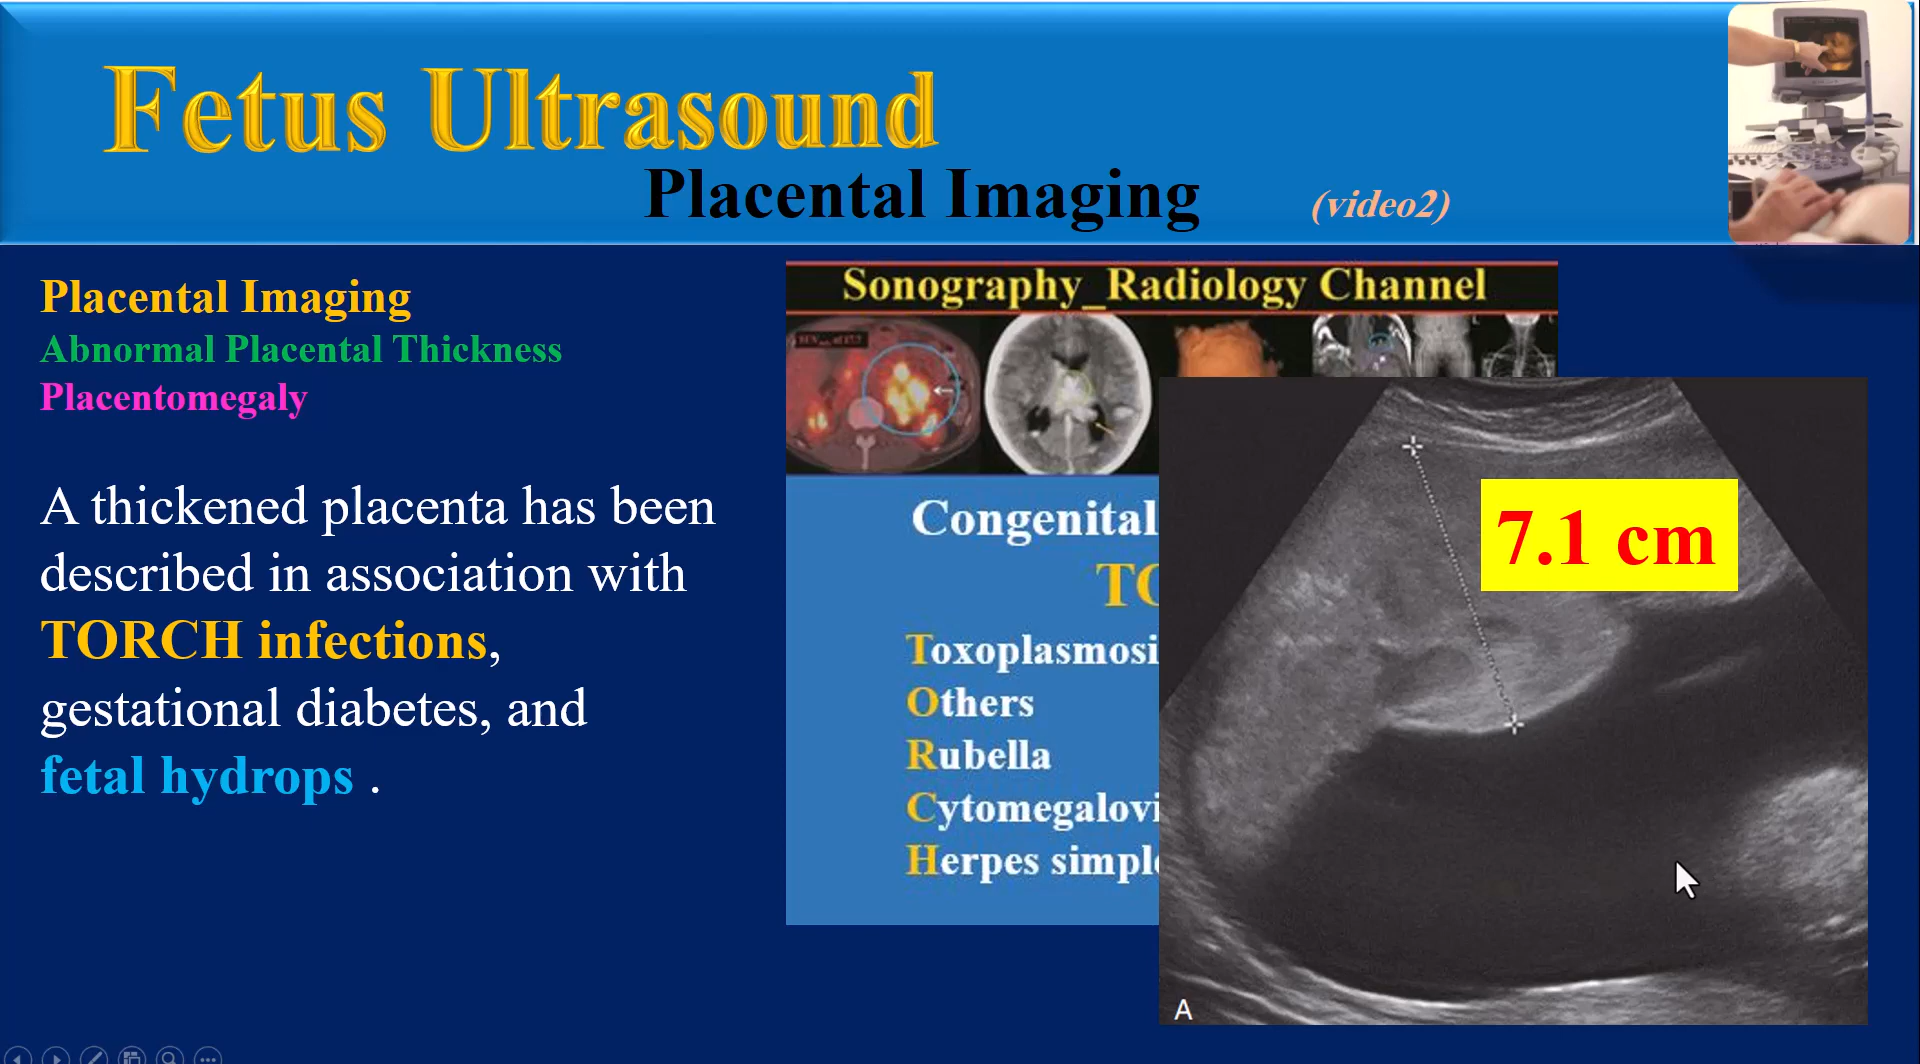 Fetus Ultrasound
Placental Imaging (video2)
Placental Imaging
Abnormal Placental Thickness
Placentomegaly
A thickened placenta has been
described in association with
TORCH infections,
gestational diabetes, and
fetal hydrops .
Sonography_Radiology Channel
Congenital
TO
Toxoplasmosi
Others
Rubella
Cytomegalovi
Herpes simple
7.1 cm
A